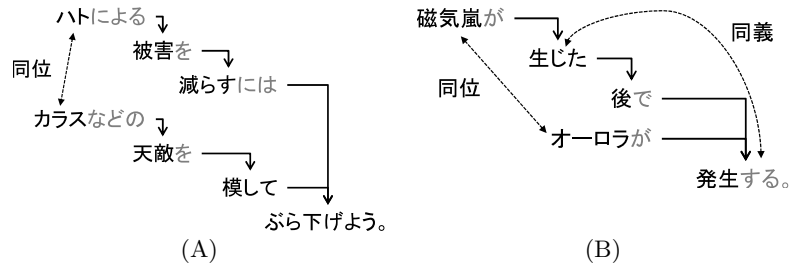 ハトによる
被害を
同位
減らすには
カラスなどの
天敵を
模して
ぶら下げよう。
(A)
磁気嵐が
同義
生じた
同位
後で
オーロラが
発生する。
(B)